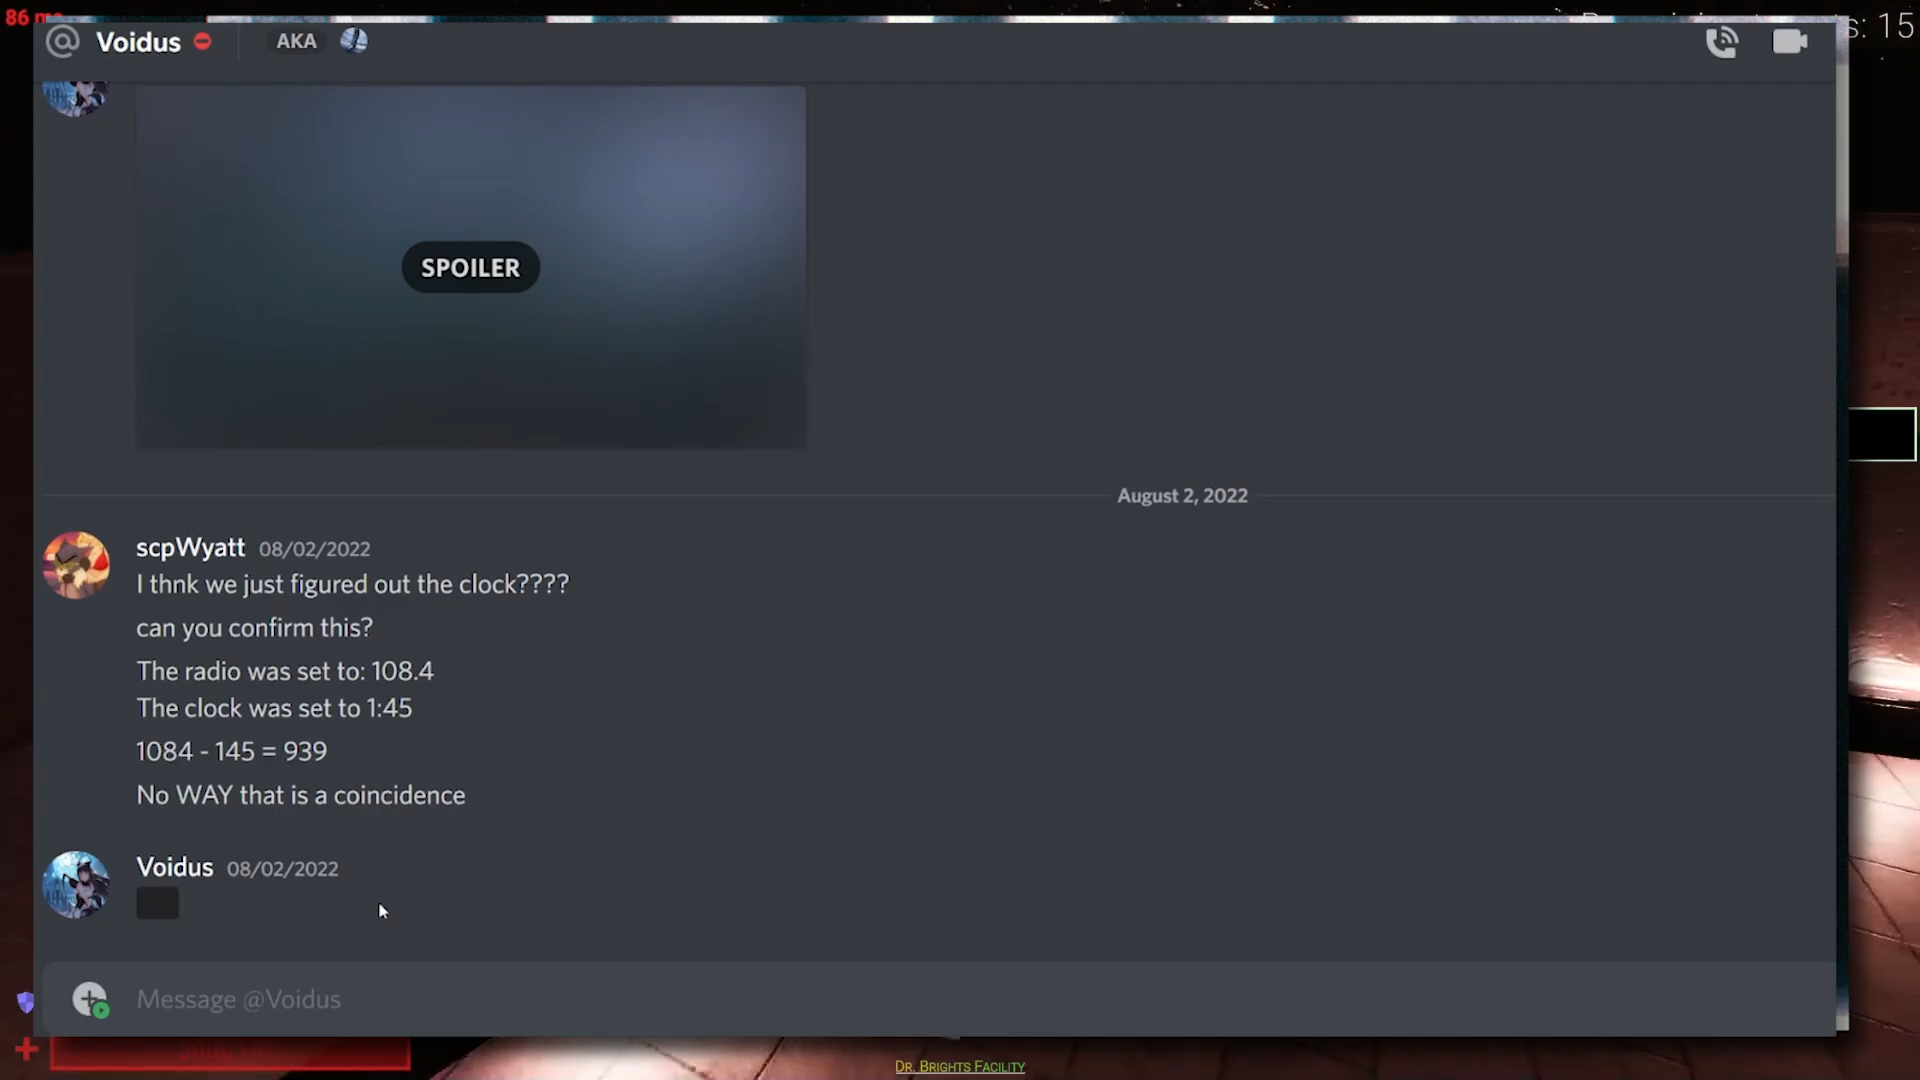 86
s: 15
Voidus
AKA
SPOILER
August 2, 2022
scpWyatt 08/02/2022
I thnk we just figured out the clock????
can you confirm this?
The radio was set to: 108.4
The clock was set to 1:45
1084 - 145 = 939
No WAY that is a coincidence
Voidus 08/02/2022
Message @Voidus
DR. BRIGHTS FACILITY